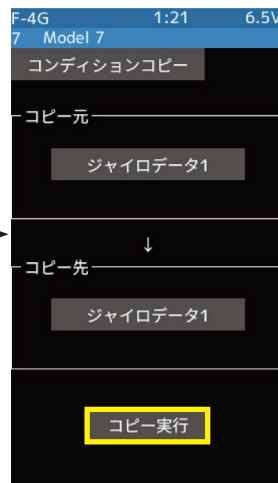 F-4G 1:21 6.5V
7 Model 7
コンディションコピー
コピー元
ジャイロデータ1
↓
コピー先
ジャイロデータ1
コピー実行